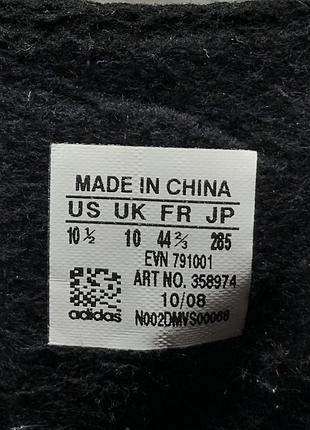 MADE IN CHINA
US UK FR JP
10 ½ 10 44 ⅔ 285
EVN 791001
ART NO. 358974
10/08
adidas N002DMVS00068